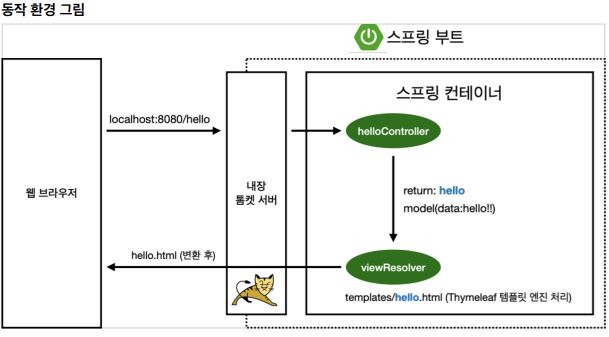 동작 환경 그림
스프링 부트
스프링 컨테이너
localhost:8080/hello
helloController
웹 브라우저
내장
톰켓 서버
return: hello
model(data:hello!!)
hello.html (변환 후)
viewResolver
templates/hello.html (Thymeleaf 템플릿 엔진 처리)